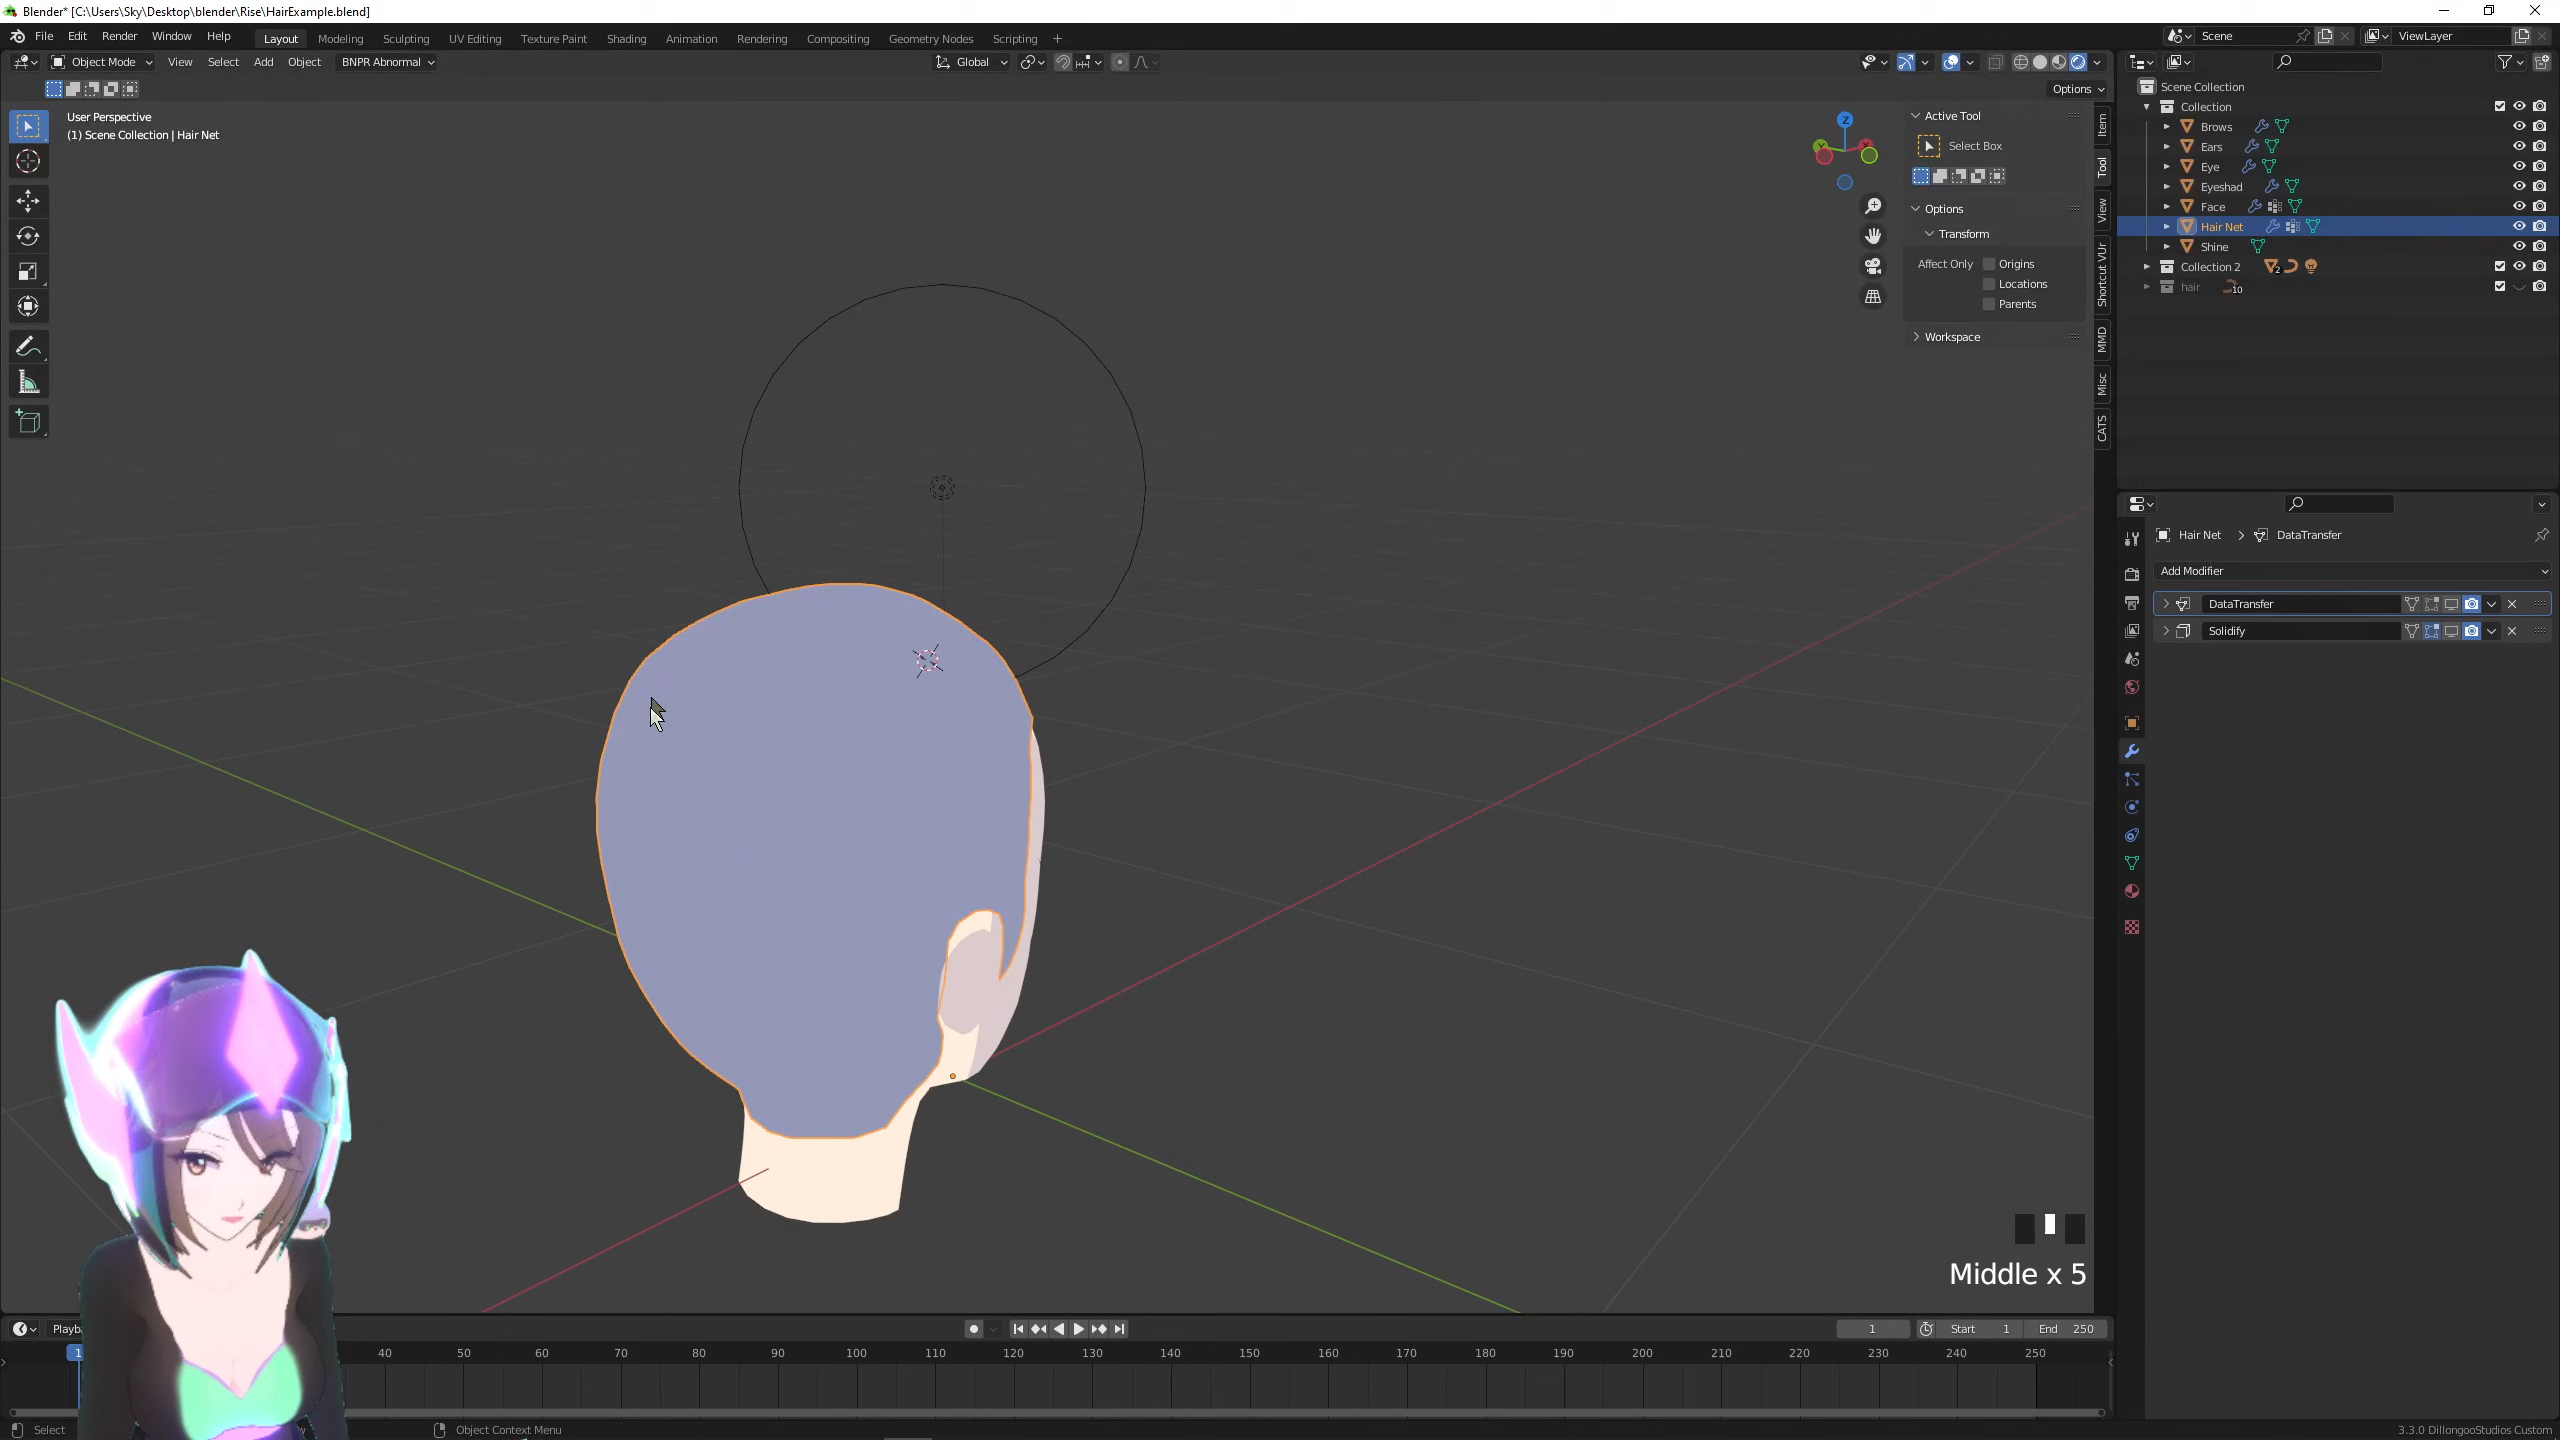 Blender* [C:\Users\Sky\Desktop\blender\Rise\HairExample.blend]
File Edit Render Window Help Layout Modeling Sculpting UV Editing Texture Paint Shading Animation Rendering Compositing Geometry Nodes Scripting + Scene ViewLayer
Object Mode View Select Add Object BNPR Abnormal Global
Options
User Perspective
(1) Scene Collection | Hair Net
Active Tool
Select Box
Options
Transform
Affect Only Origins
Locations
Parents
Workspace
Item
Tool
View
Shortcut VUr
MMD
Misc
CATS
Scene Collection
Collection
Brows
Ears
Eye
Eyeshad
Face
Hair Net
Shine
Collection 2 2
hair 10
Hair Net > DataTransfer
Add Modifier
DataTransfer
Solidify
Z
Middle x 5
Playb 1 Start 1 End 250
1 40 50 60 70 80 90 100 110 120 130 140 150 160 170 180 190 200 210 220 230 240 250
Select Object Context Menu 3.3.0 DillongooStudios Custom